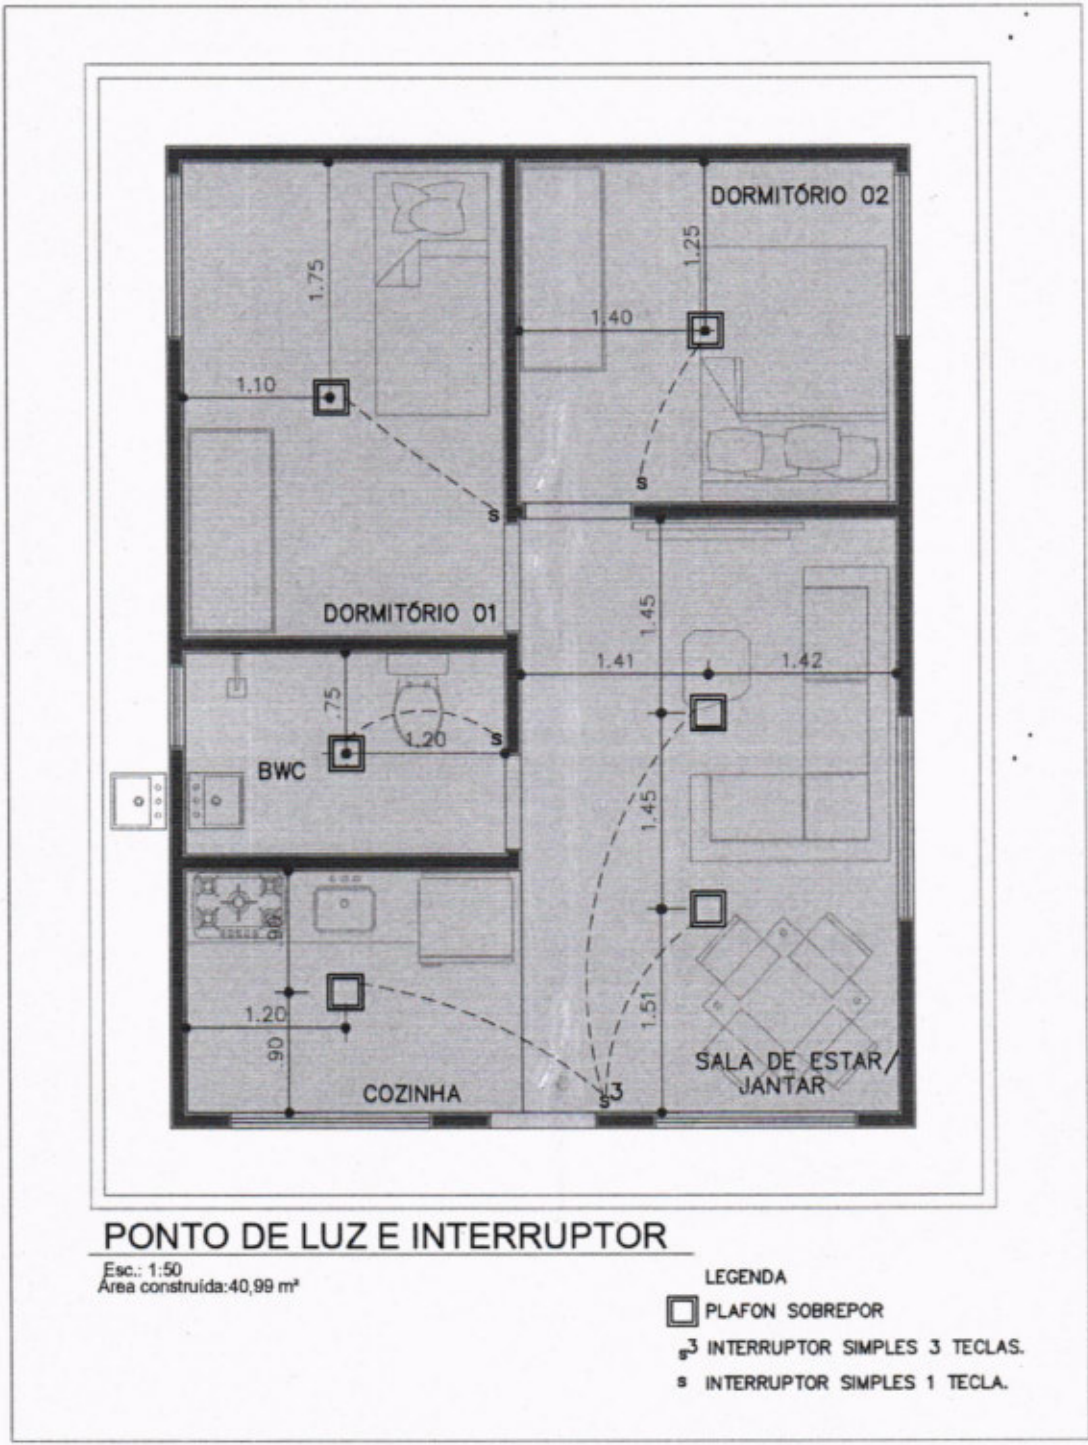 DORMITÓRIO 02
1.75
1.25
1.40
1.10
s
s
DORMITÓRIO 01
1.45
1.41
1.42
.75
s
1.20
BWC
1.45
.90
1.20
.90
1.51
SALA DE ESTAR/
JANTAR
COZINHA
s3
PONTO DE LUZ E INTERRUPTOR
Esc.: 1:50
Área construída:40,99 m²
LEGENDA
PLAFON SOBREPOR
s3 INTERRUPTOR SIMPLES 3 TECLAS.
s INTERRUPTOR SIMPLES 1 TECLA.